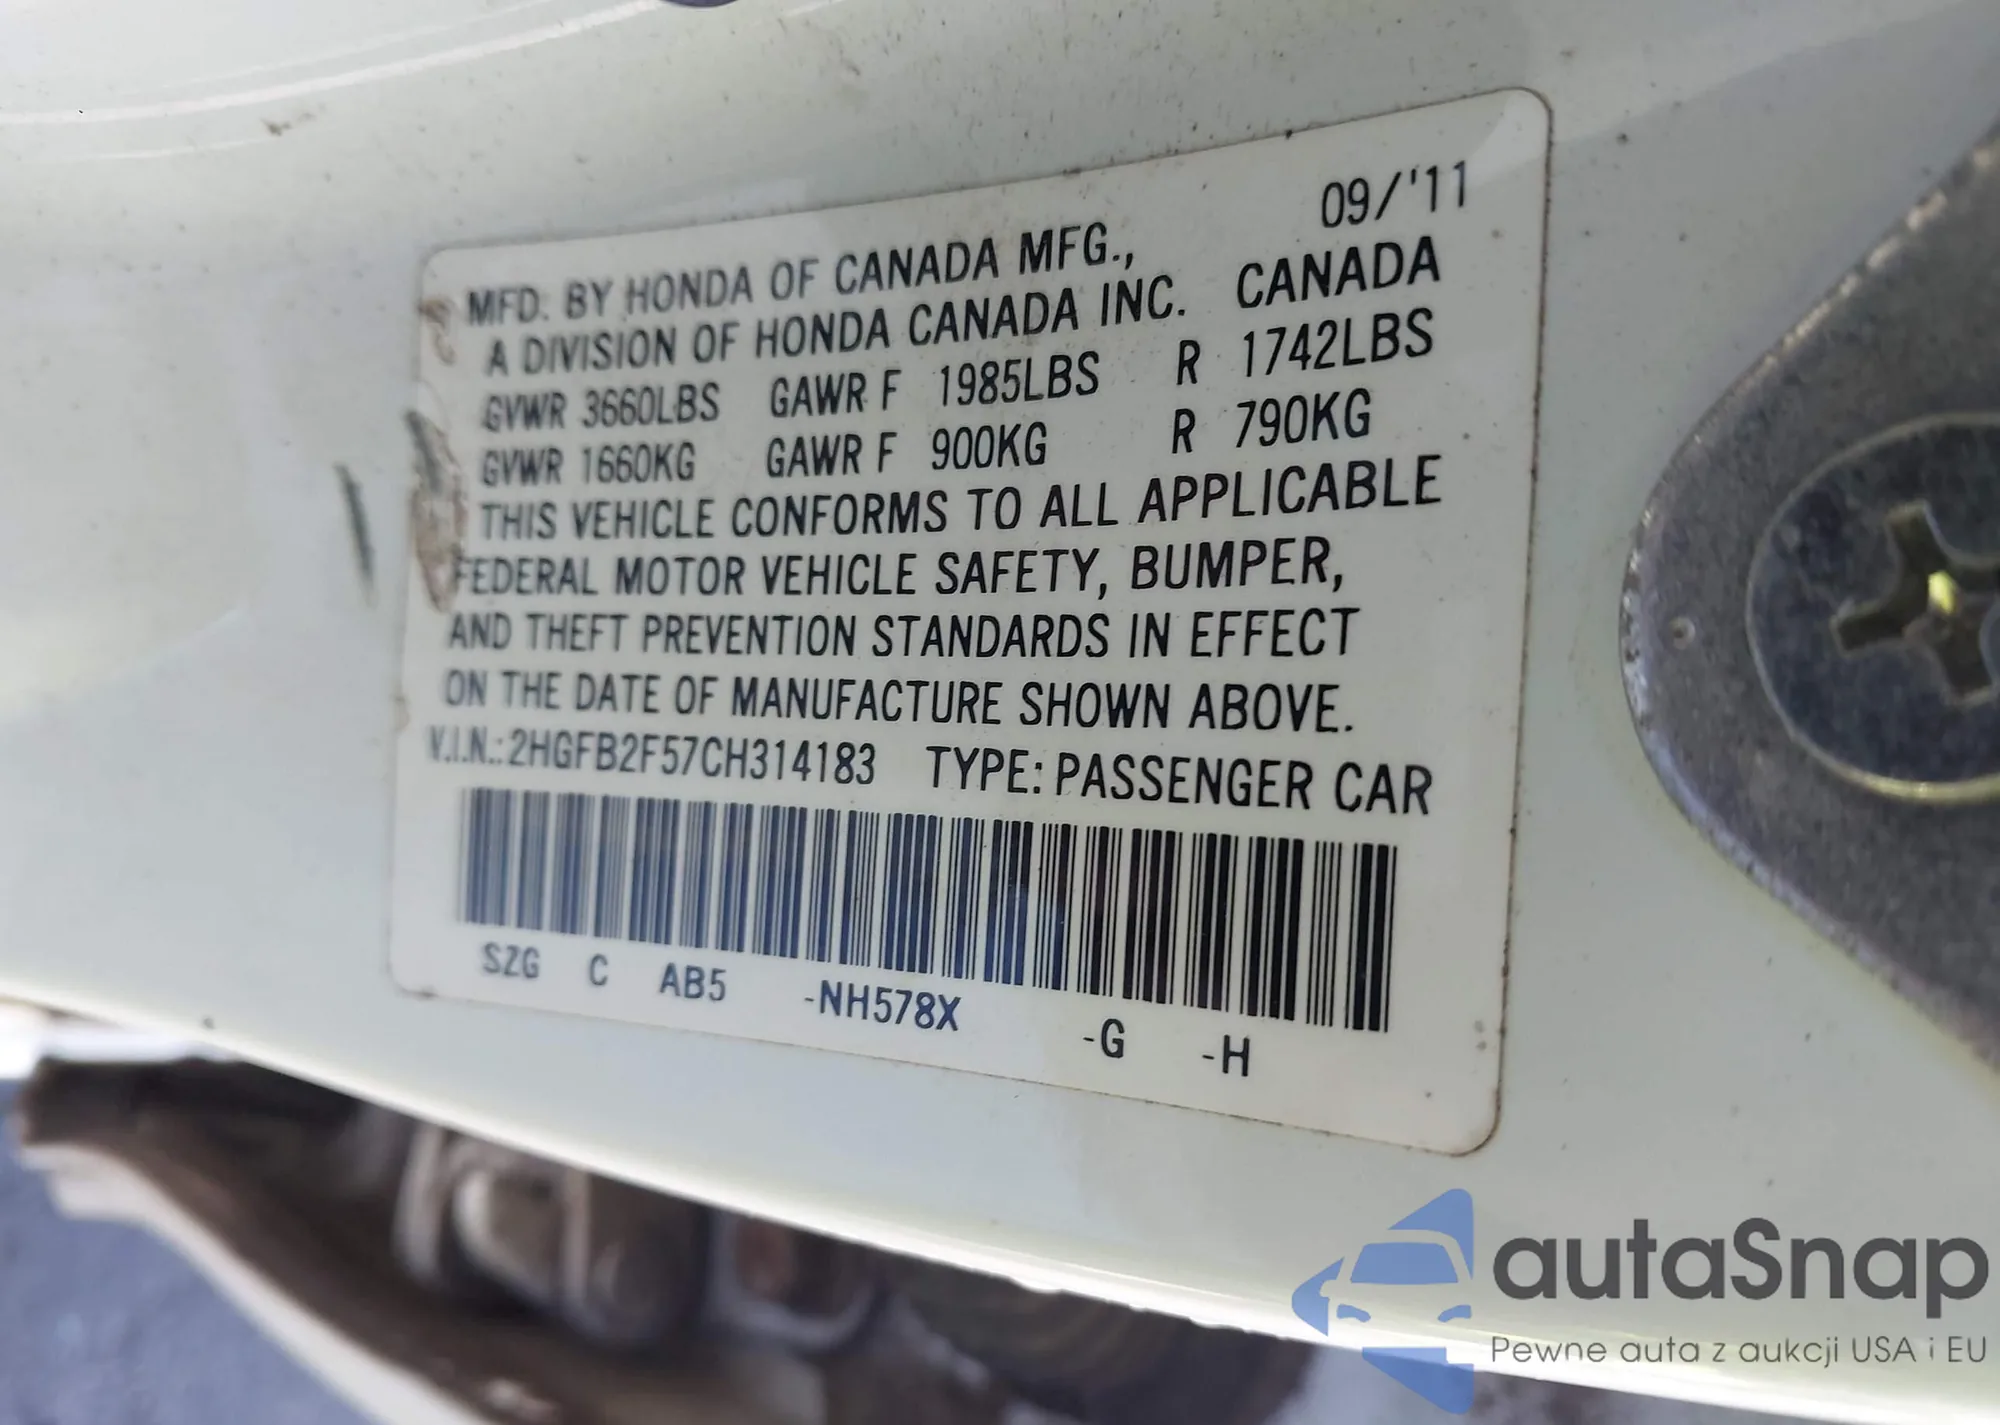 09/'11
MFD. BY HONDA OF CANADA MFG.,
A DIVISION OF HONDA CANADA INC. CANADA
GVWR 3660LBS GAWR F 1985LBS R 1742LBS
GVWR 1660KG GAWR F 900KG R 790KG
THIS VEHICLE CONFORMS TO ALL APPLICABLE
FEDERAL MOTOR VEHICLE SAFETY, BUMPER,
AND THEFT PREVENTION STANDARDS IN EFFECT
ON THE DATE OF MANUFACTURE SHOWN ABOVE.
V.I.N.: 2HGFB2F57CH314183 TYPE: PASSENGER CAR
SZG C AB5 -NH578X -G -H
autaSnap
Pewne auta z aukcji USA i EU